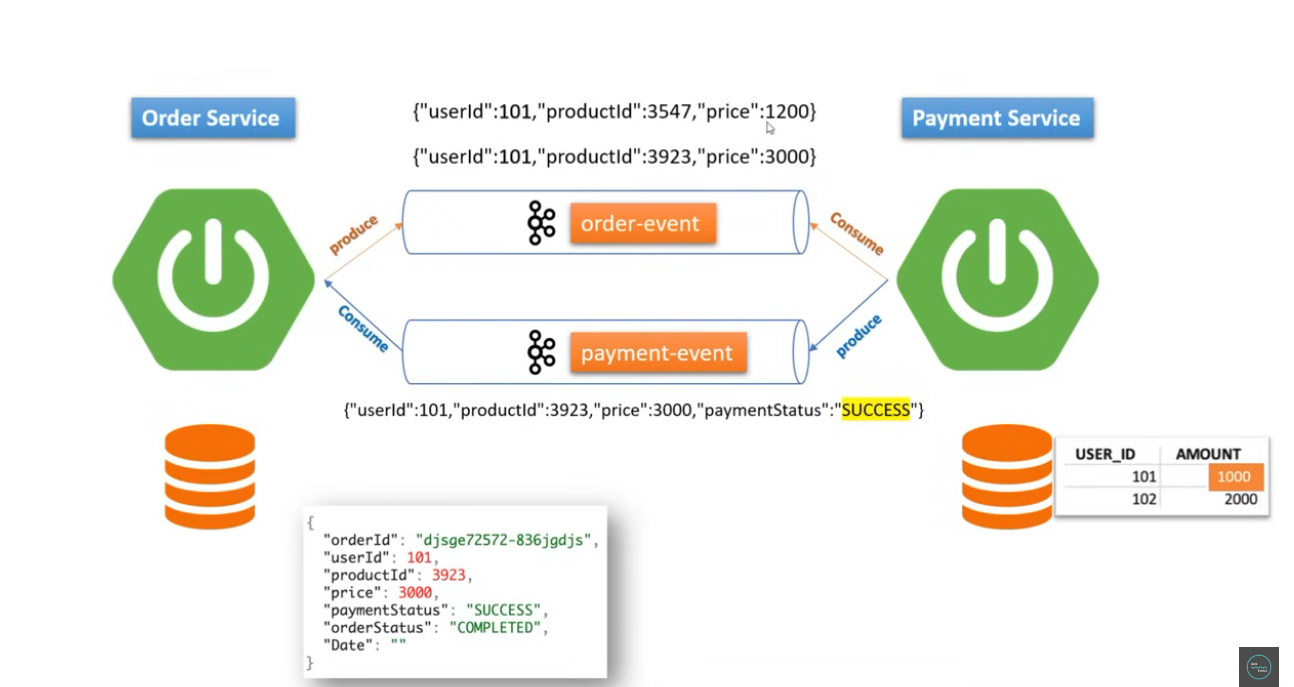 Order Service
{"userId":101,"productId":3547,"price":1200}
Payment Service
{"userId":101,"productId":3923,"price":3000}
produce
order-event
Consume
Consume
payment-event
produce
{"userId":101,"productId":3923,"price":3000,"paymentStatus":"SUCCESS"}
USER_ID AMOUNT
101 1000
102 2000
{
"orderId": "djsge72572-836jgdjs",
"userId": 101,
"productId": 3923,
"price": 3000,
"paymentStatus": "SUCCESS",
"orderStatus": "COMPLETED",
"Date": ""
}